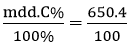 mdd.C% / 100% = 650.4 / 100